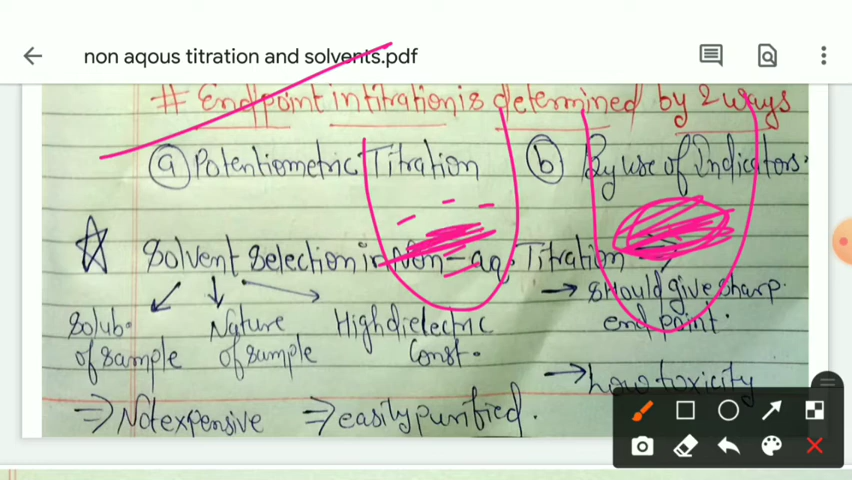 non aqous titration and solvents.pdf
# Endpoint in titration is determined by 2 ways
(a) Potentiometric Titration (b) By use of Indicators.
☆ Solvent Selection in Non-aq. Titration →
→ Should give sharp end point.
Solub. of sample
Nature of sample
High dielectric Const.
→ Low toxicity
⇒ Not expensive ⇒ easily purified.